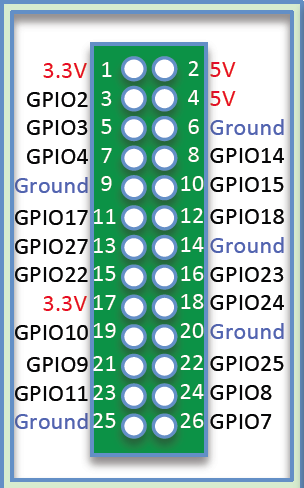 3.3V 1 2 5V
GPIO2 3 4 5V
GPIO3 5 6 Ground
GPIO4 7 8 GPIO14
Ground 9 10 GPIO15
GPIO17 11 12 GPIO18
GPIO27 13 14 Ground
GPIO22 15 16 GPIO23
3.3V 17 18 GPIO24
GPIO10 19 20 Ground
GPIO9 21 22 GPIO25
GPIO11 23 24 GPIO8
Ground 25 26 GPIO7